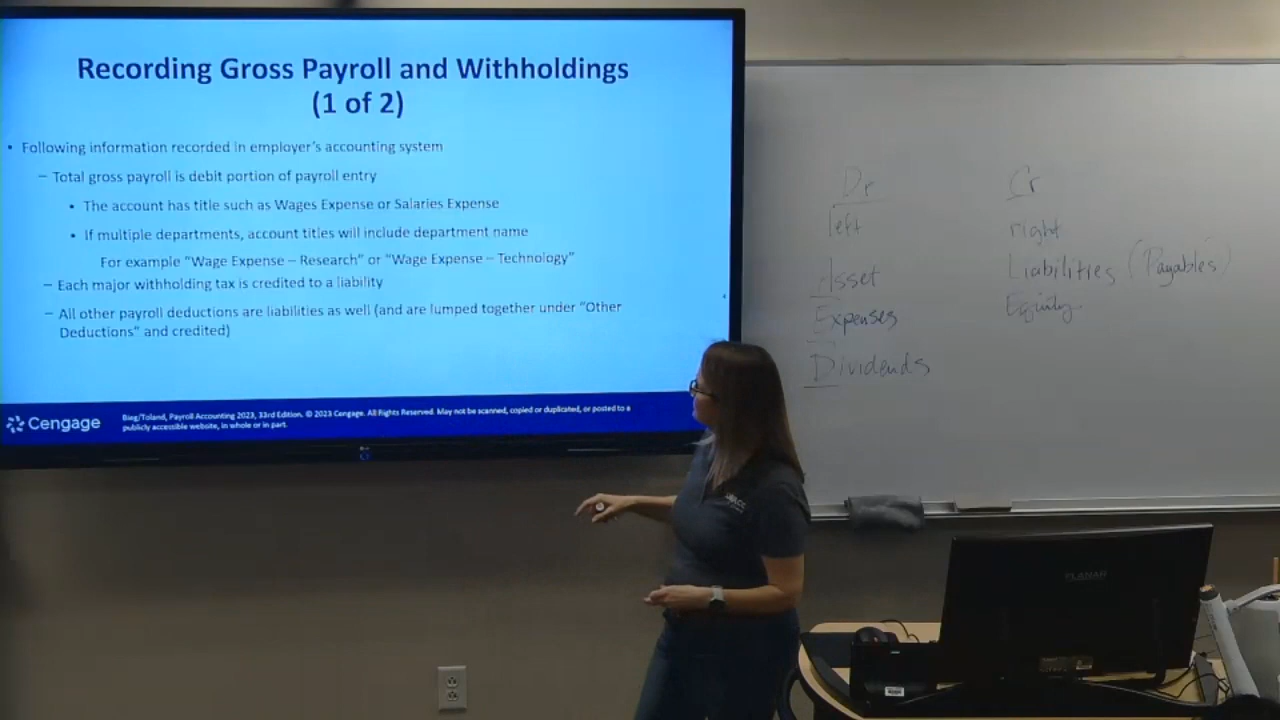 Recording Gross Payroll and Withholdings
(1 of 2)
• Following information recorded in employer's accounting system
– Total gross payroll is debit portion of payroll entry
• The account has title such as Wages Expense or Salaries Expense
• If multiple departments, account titles will include department name
For example "Wage Expense – Research" or "Wage Expense – Technology"
– Each major withholding tax is credited to a liability
– All other payroll deductions are liabilities as well (and are lumped together under "Other
Deductions" and credited)
Cengage
Bieg/Toland, Payroll Accounting 2023, 33rd Edition. © 2023 Cengage. All Rights Reserved. May not be scanned, copied or duplicated, or posted to a
publicly accessible website, in whole or in part.
Dr Cr
left right
Asset Liabilities (Payables)
Expenses Equity
Dividends
PLANAR